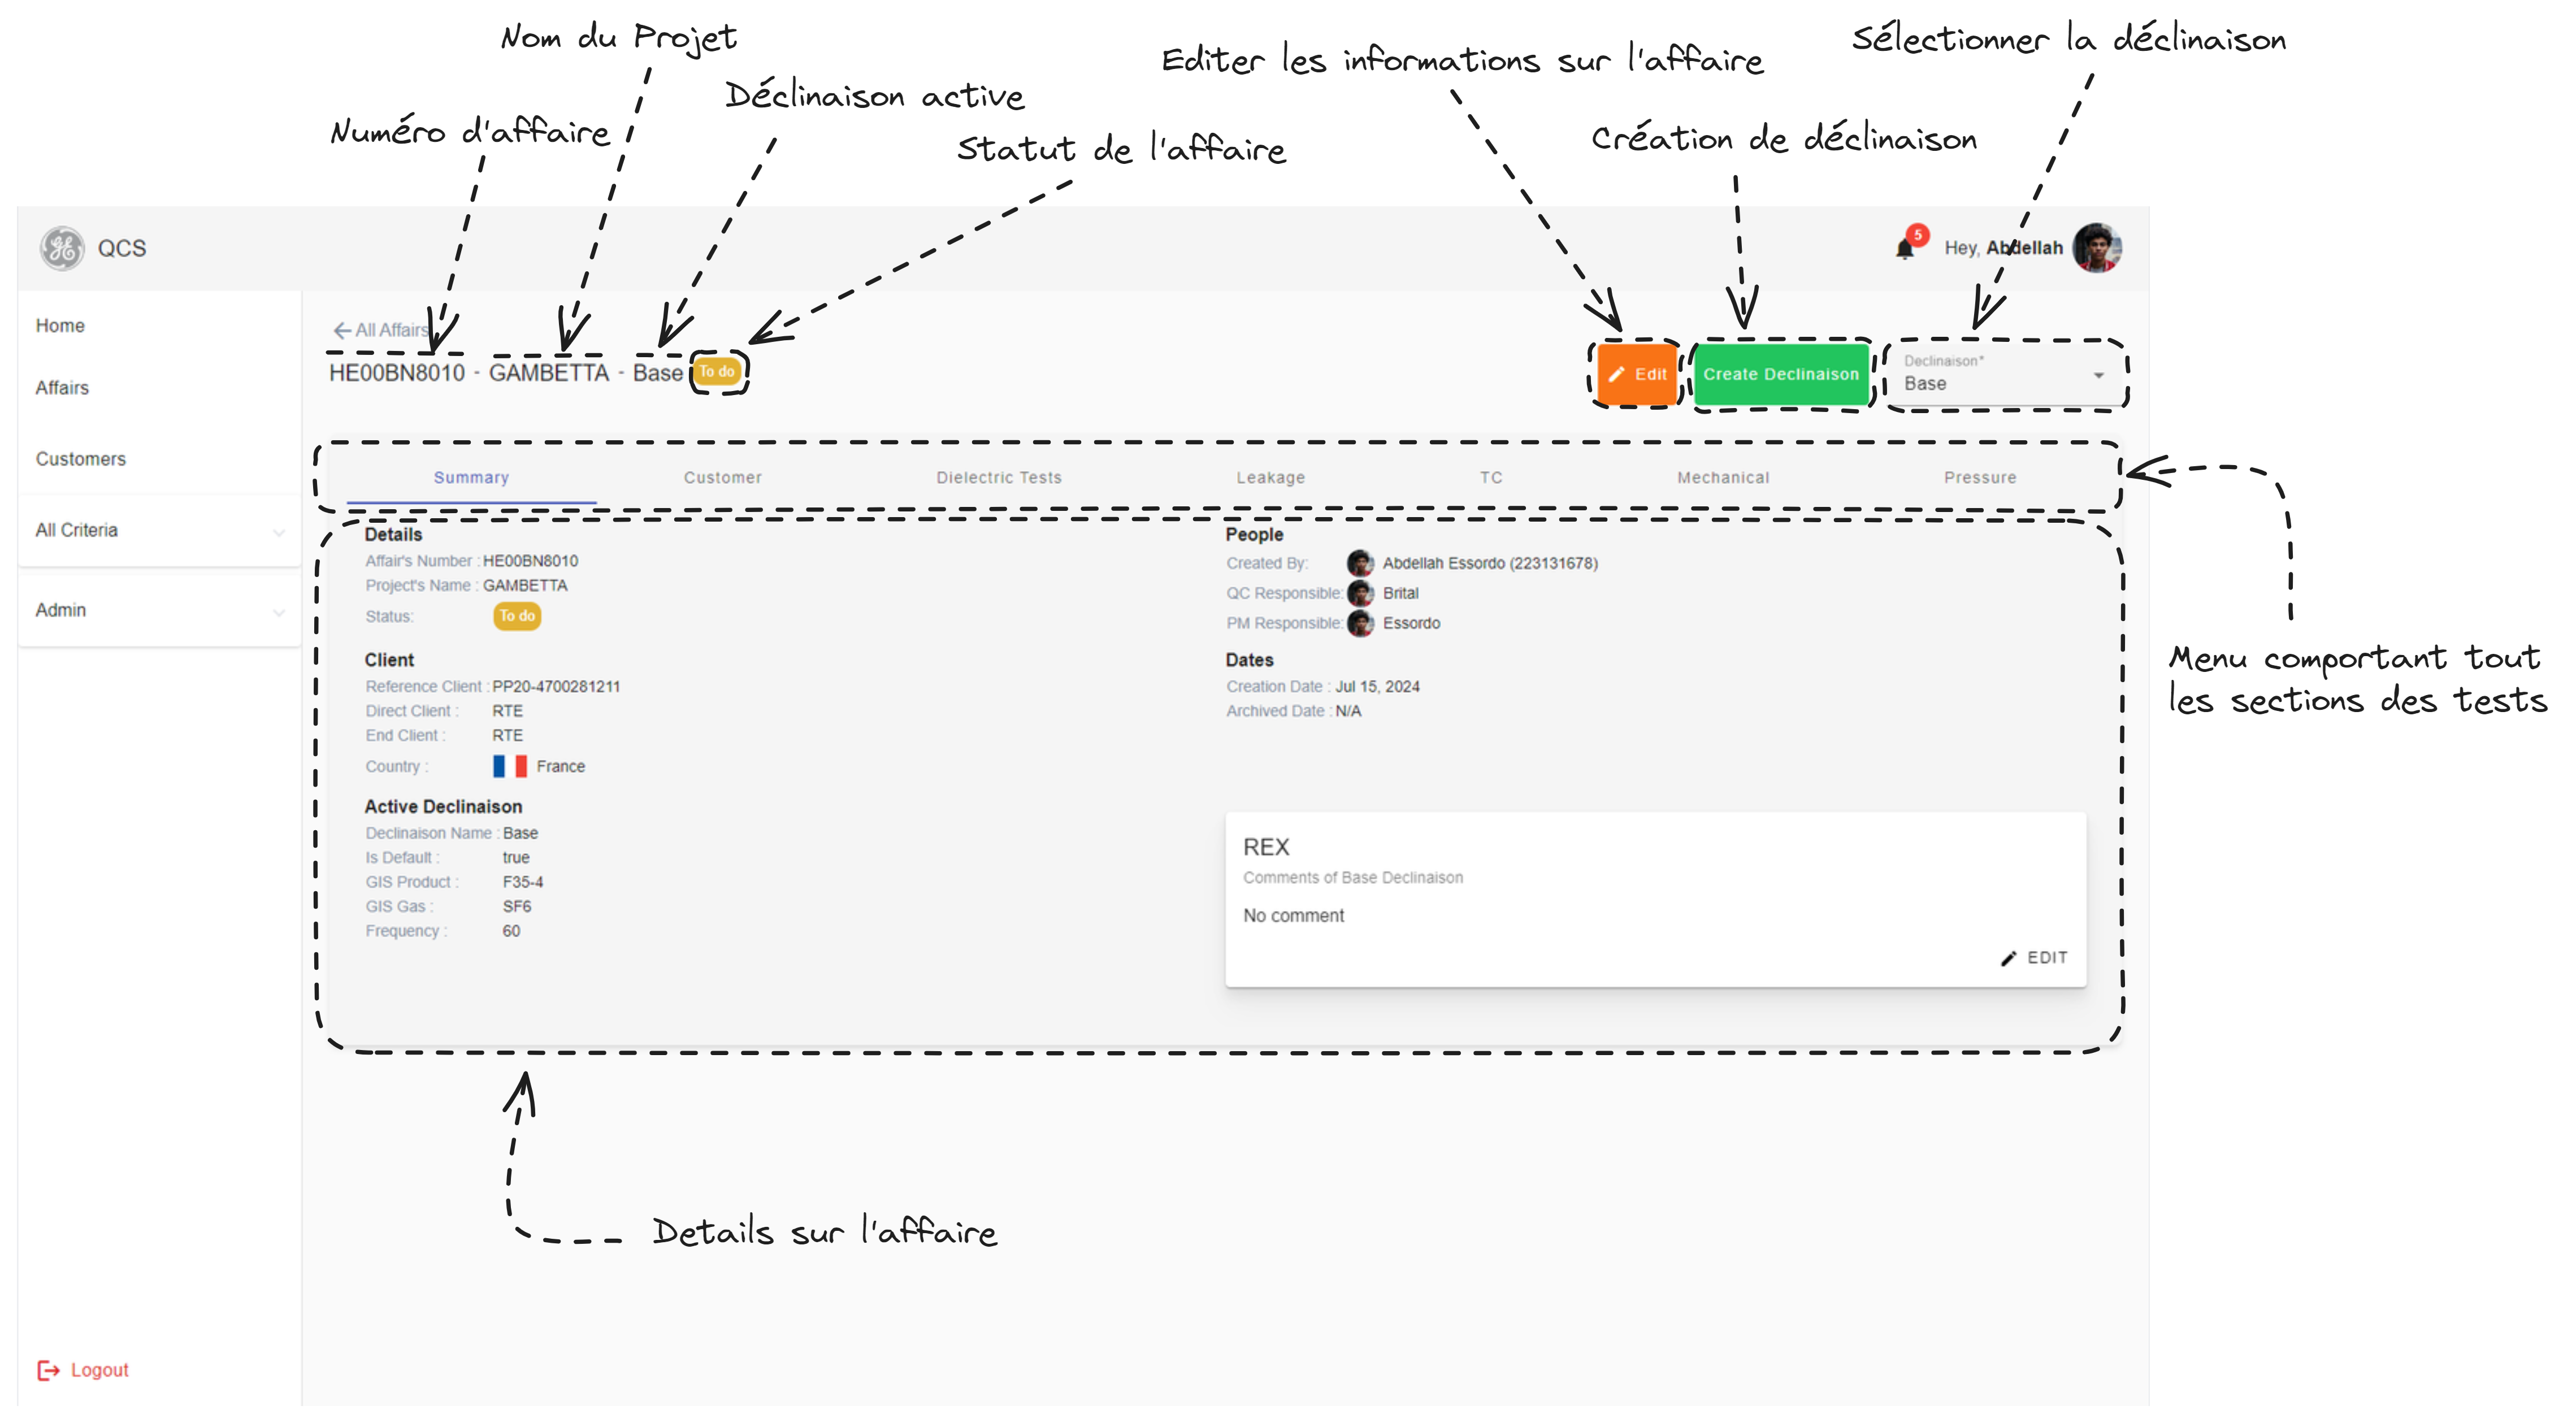 Nom du Projet
Sélectionner la déclinaison
Editer les informations sur l'affaire
Déclinaison active
Numéro d'affaire
Création de déclinaison
Statut de l'affaire
QCS
5
Hey, Abdellah
Home
Affairs
Customers
All Criteria
Admin
Logout
All Affairs
HE00BN8010 - GAMBETTA - Base To do
Edit
Create Declinaison
Declinaison*
Base
Summary Customer Dielectric Tests Leakage TC Mechanical Pressure
Details
Affair's Number : HE00BN8010
Project's Name : GAMBETTA
Status: To do
Client
Reference Client : PP20-4700281211
Direct Client : RTE
End Client : RTE
Country : France
Active Declinaison
Declinaison Name : Base
Is Default : true
GIS Product : F35-4
GIS Gas : SF6
Frequency : 60
People
Created By: Abdellah Essordo (223131678)
QC Responsible: Brital
PM Responsible: Essordo
Dates
Creation Date : Jul 15, 2024
Archived Date : N/A
REX
Comments of Base Declinaison
No comment
EDIT
Menu comportant tout
les sections des tests
Details sur l'affaire